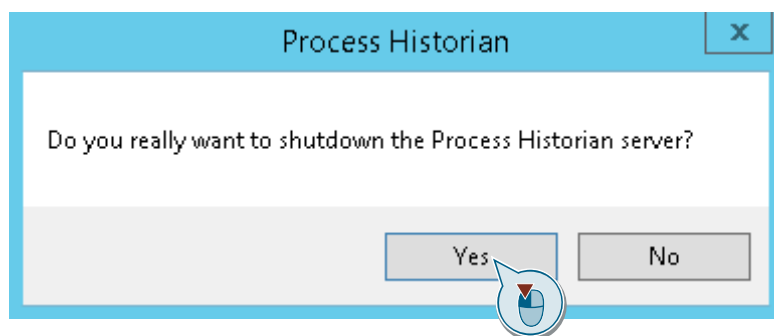 Process Historian
x
Do you really want to shutdown the Process Historian server?
Yes
No